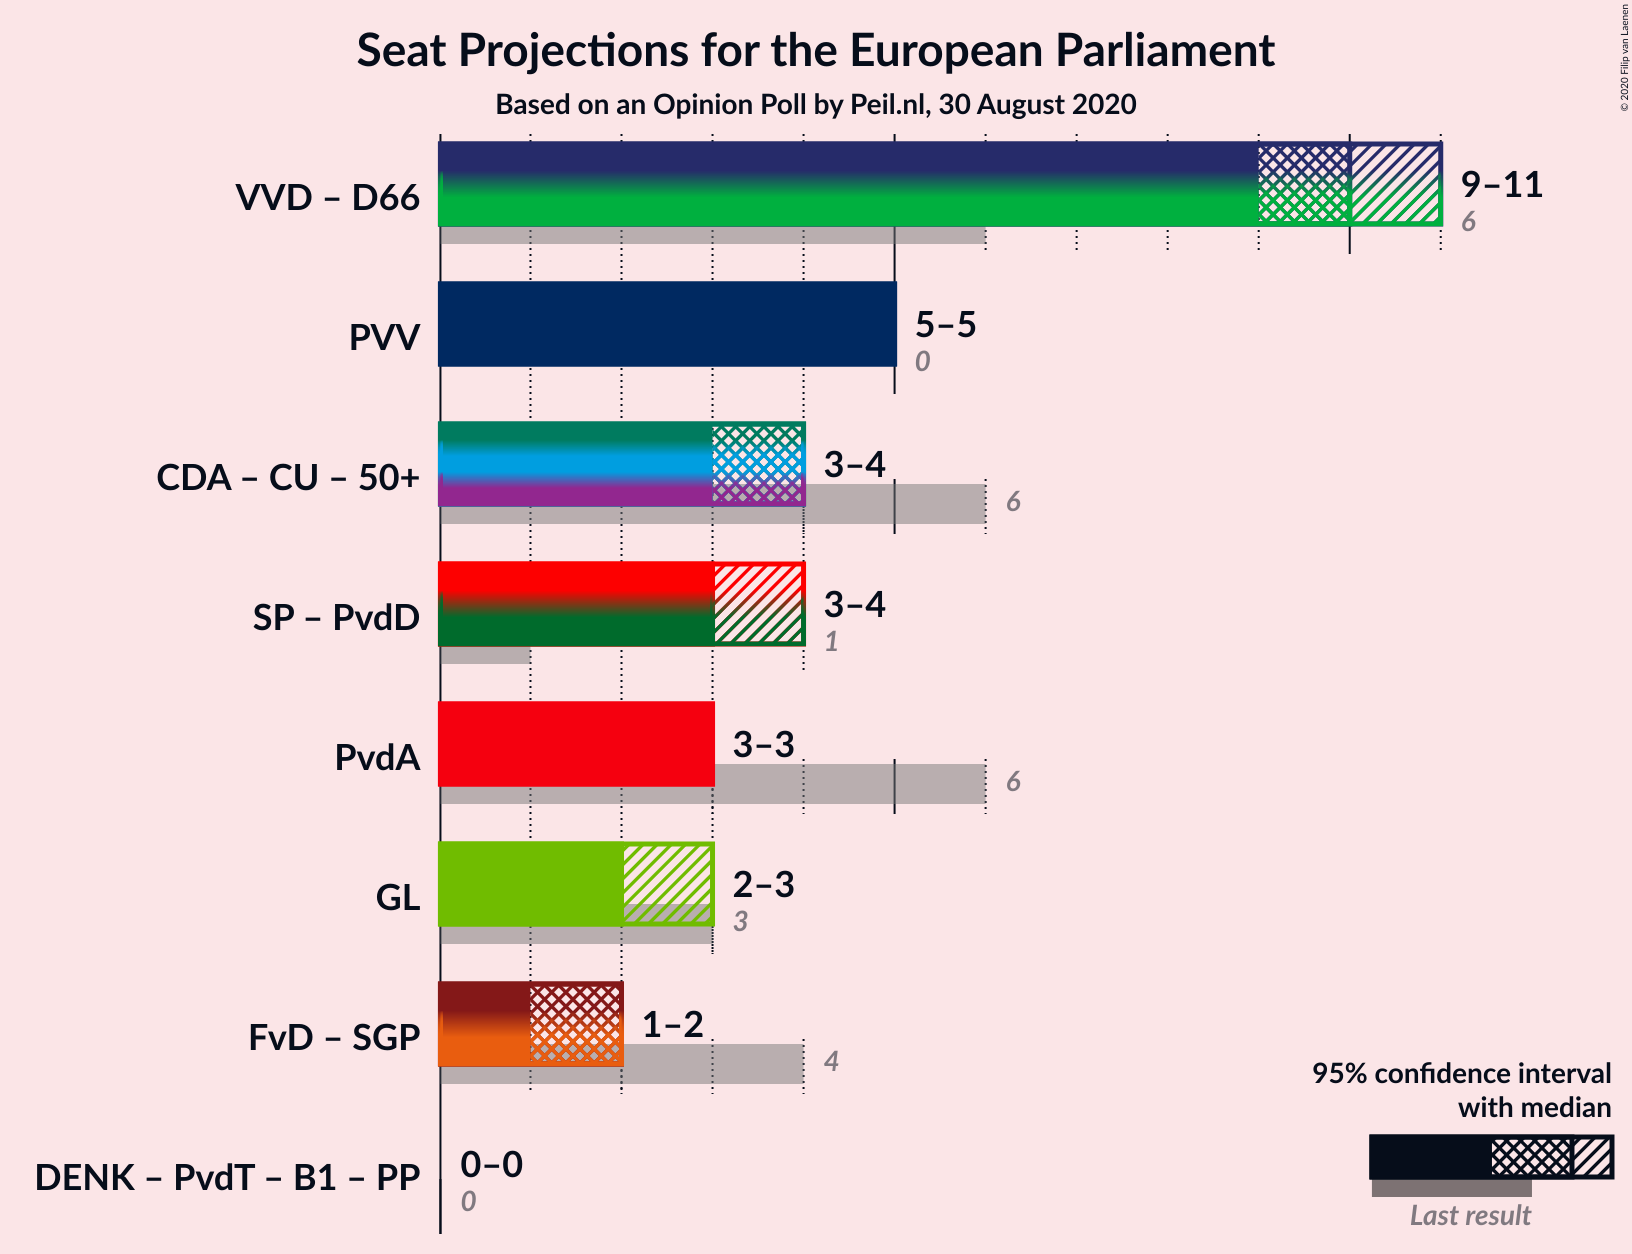 Seat Projections for the European Parliament
Based on an Opinion Poll by Peil.nl, 30 August 2020
© 2020 Filip van Laenen
VVD – D66
9–11
6
PVV
5–5
0
CDA – CU – 50+
3–4
6
SP – PvdD
3–4
1
PvdA
3–3
6
GL
2–3
3
FvD – SGP
1–2
4
DENK – PvdT – B1 – PP
0–0
0
95% confidence interval
with median
Last result